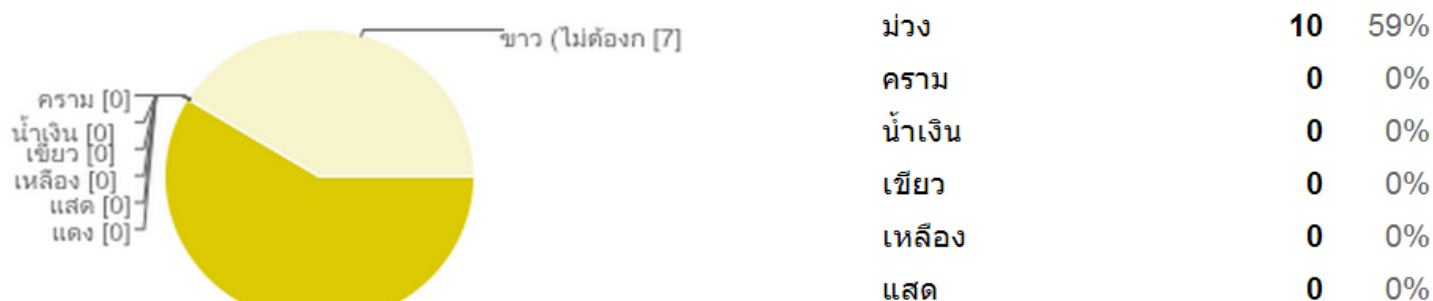 ขาว (ไม่ต้องก [7]
คราม [0]
น้ำเงิน [0]
เขียว [0]
เหลือง [0]
แสด [0]
แดง [0]
ม่วง 10 59%
คราม 0 0%
น้ำเงิน 0 0%
เขียว 0 0%
เหลือง 0 0%
แสด 0 0%